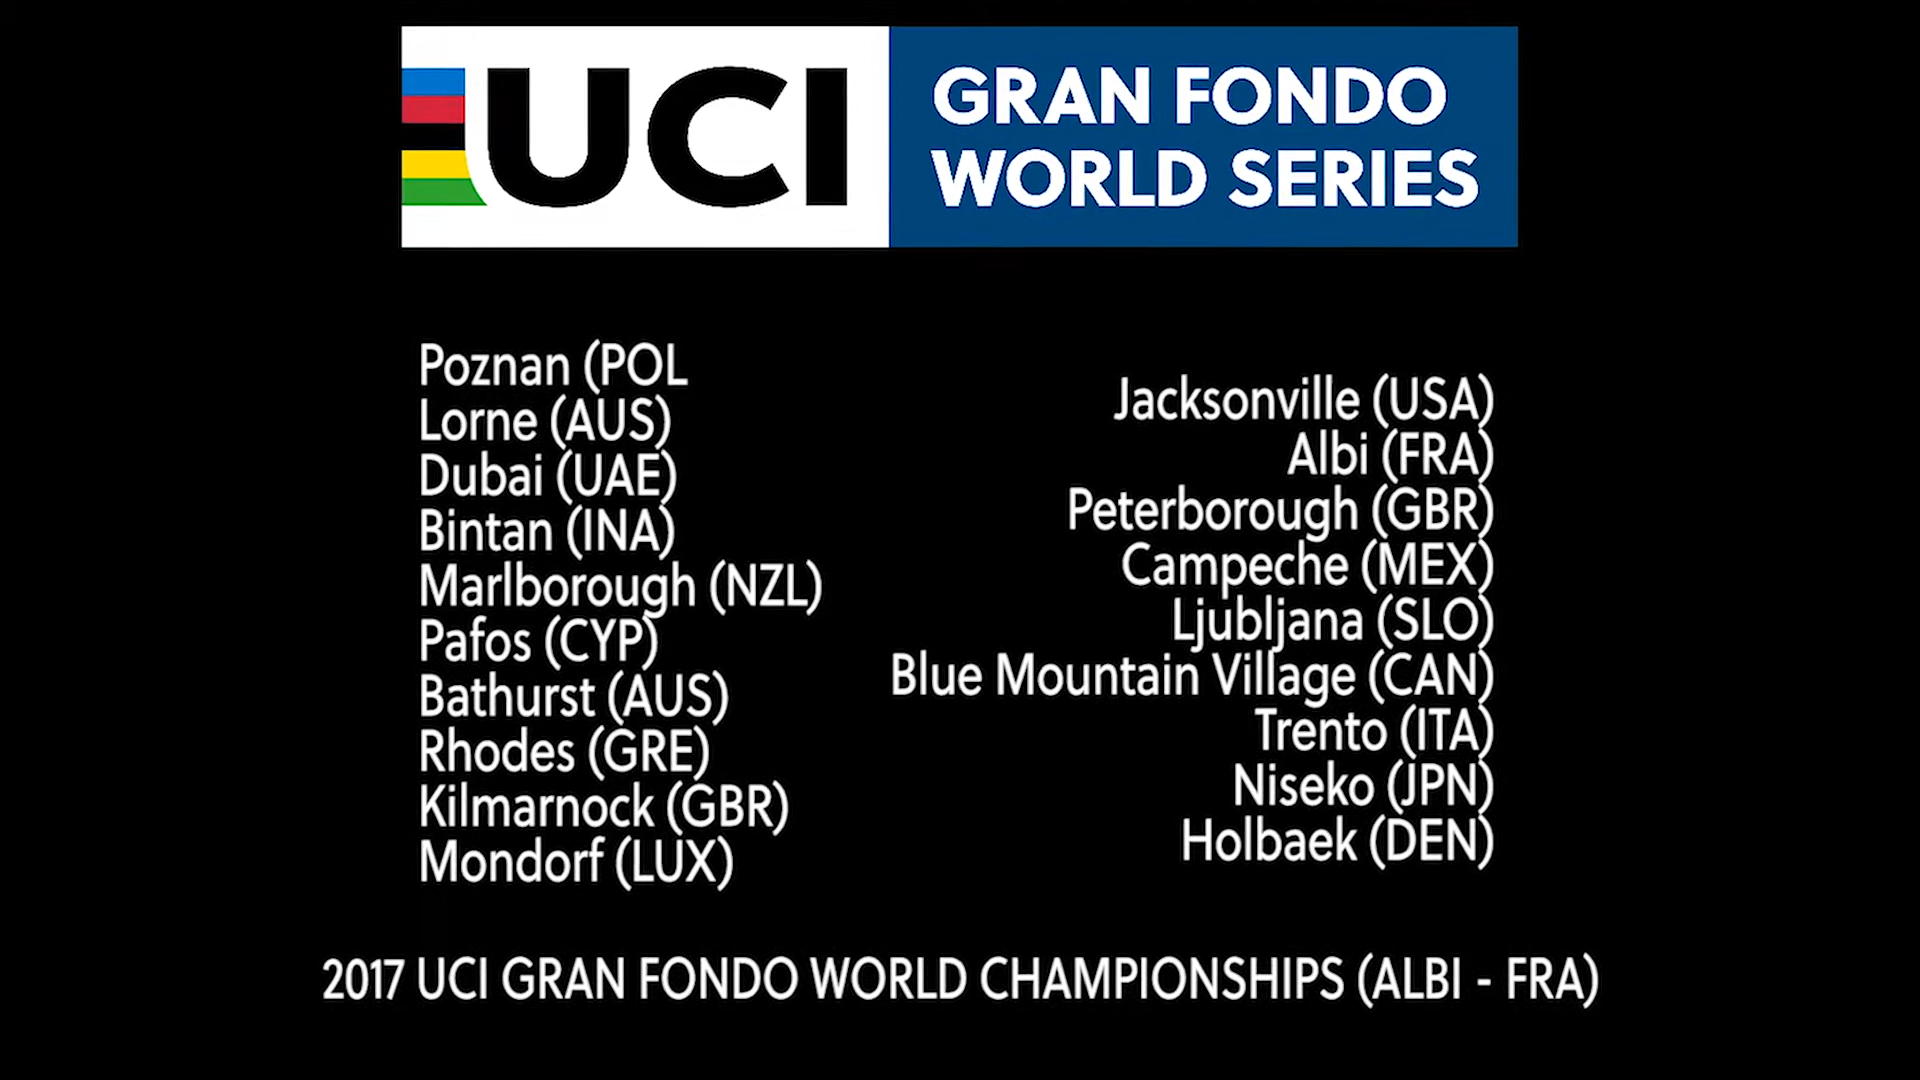 UCI
GRAN FONDO
WORLD SERIES
Poznan (POL
Lorne (AUS)
Dubai (UAE)
Bintan (INA)
Marlborough (NZL)
Pafos (CYP)
Bathurst (AUS)
Rhodes (GRE)
Kilmarnock (GBR)
Mondorf (LUX)
Jacksonville (USA)
Albi (FRA)
Peterborough (GBR)
Campeche (MEX)
Ljubljana (SLO)
Blue Mountain Village (CAN)
Trento (ITA)
Niseko (JPN)
Holbaek (DEN)
2017 UCI GRAN FONDO WORLD CHAMPIONSHIPS (ALBI - FRA)